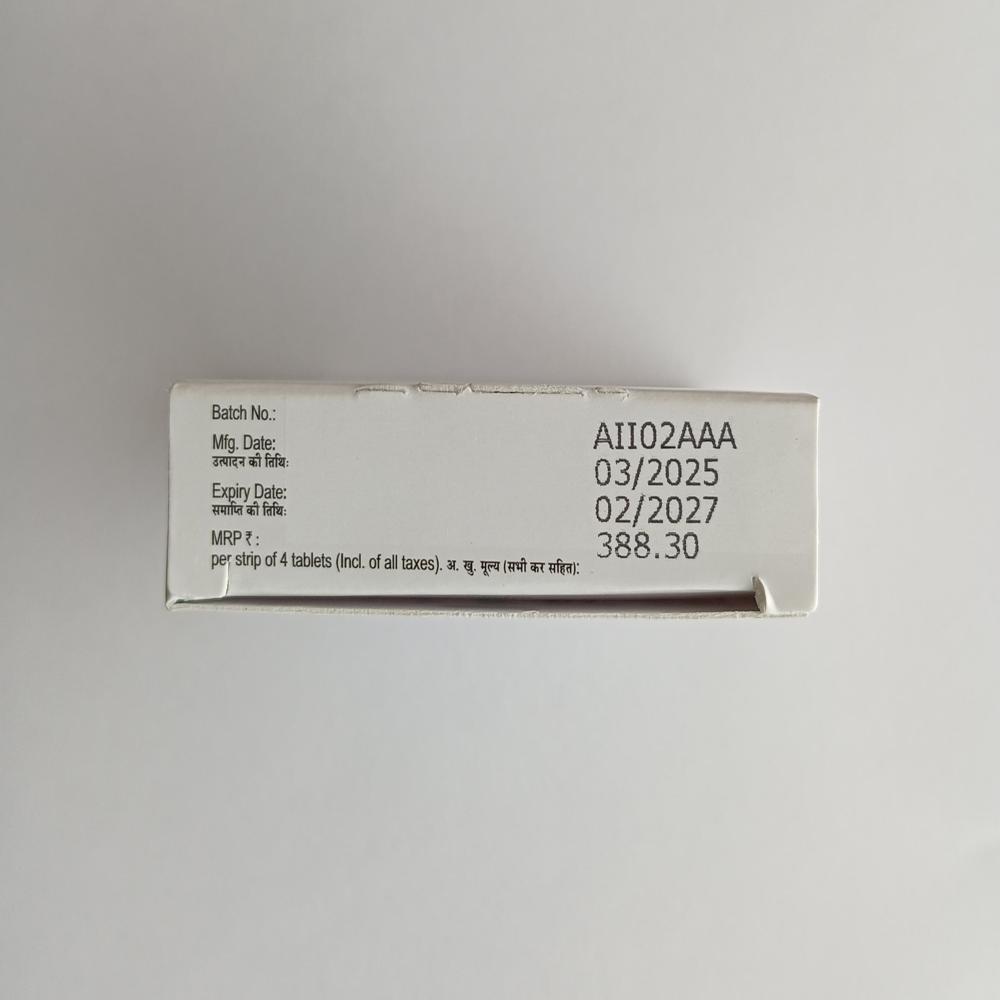 Batch No.:
AII02AAA
Mfg. Date:
उत्पादन की तिथिः
03/2025
Expiry Date:
समाप्ति की तिथिः
02/2027
MRP ₹ :
388.30
per strip of 4 tablets (Incl. of all taxes). अ. खु. मूल्य (सभी कर सहित):